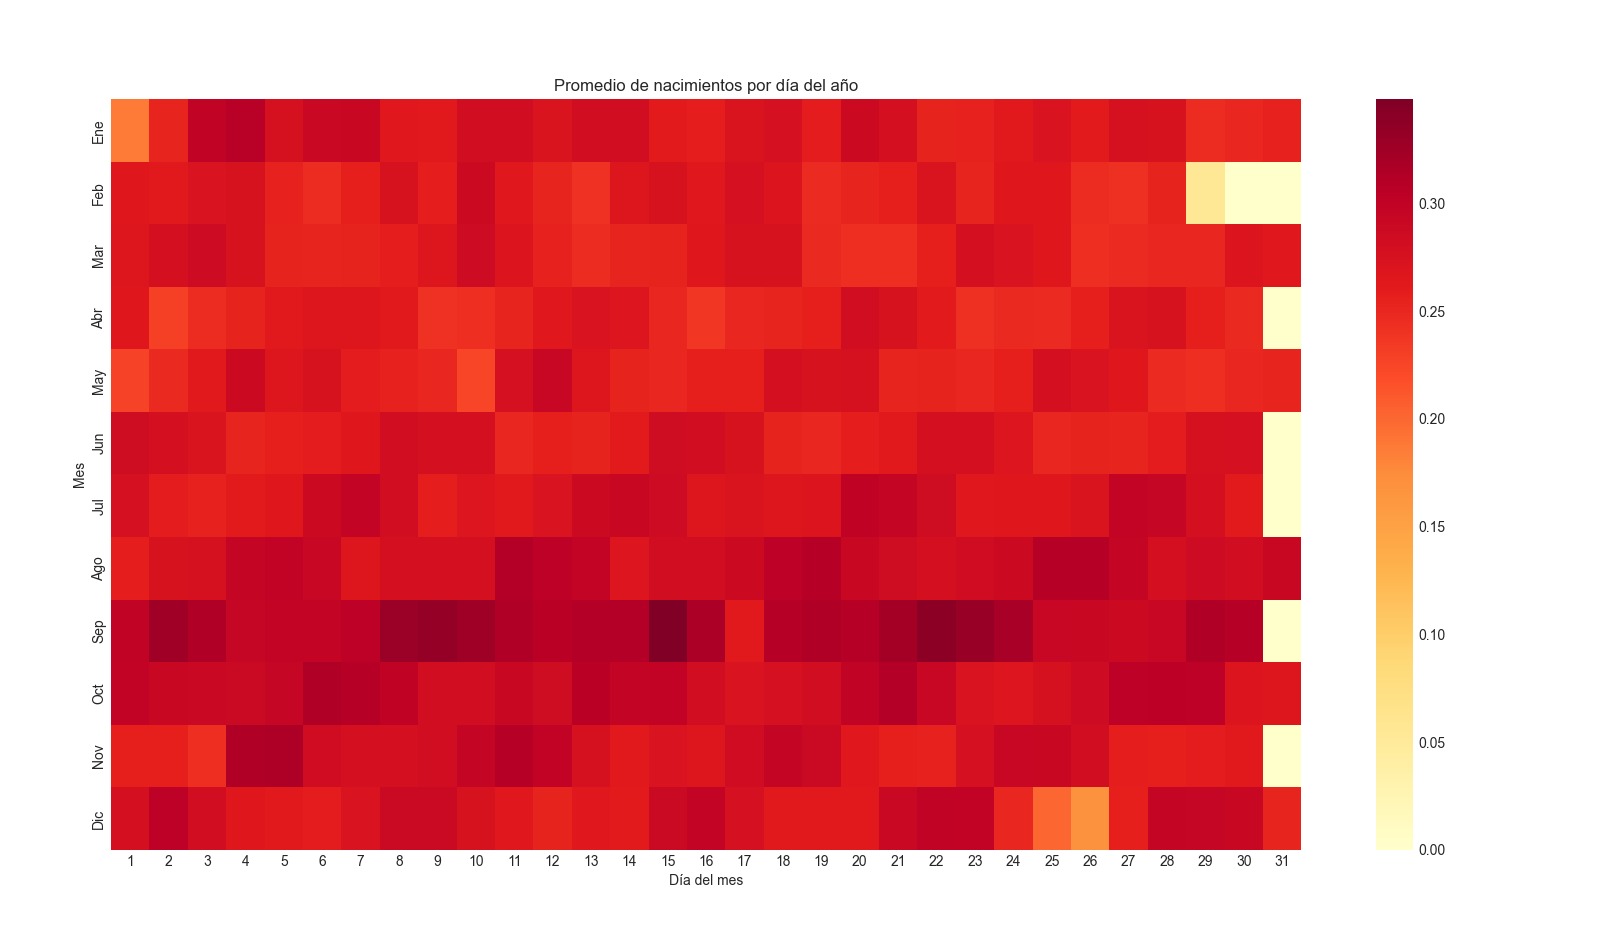 Promedio de nacimientos por día del año
Mes
Ene
Feb
Mar
Abr
May
Jun
Jul
Ago
Sep
Oct
Nov
Dic
1 2 3 4 5 6 7 8 9 10 11 12 13 14 15 16 17 18 19 20 21 22 23 24 25 26 27 28 29 30 31
Día del mes
0.30
0.25
0.20
0.15
0.10
0.05
0.00